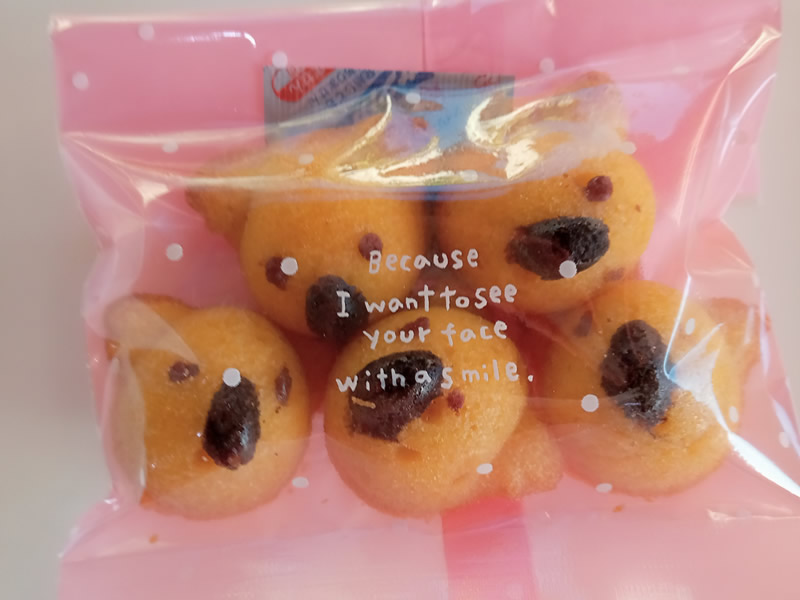 Because
I want to see
your face
with a smile.